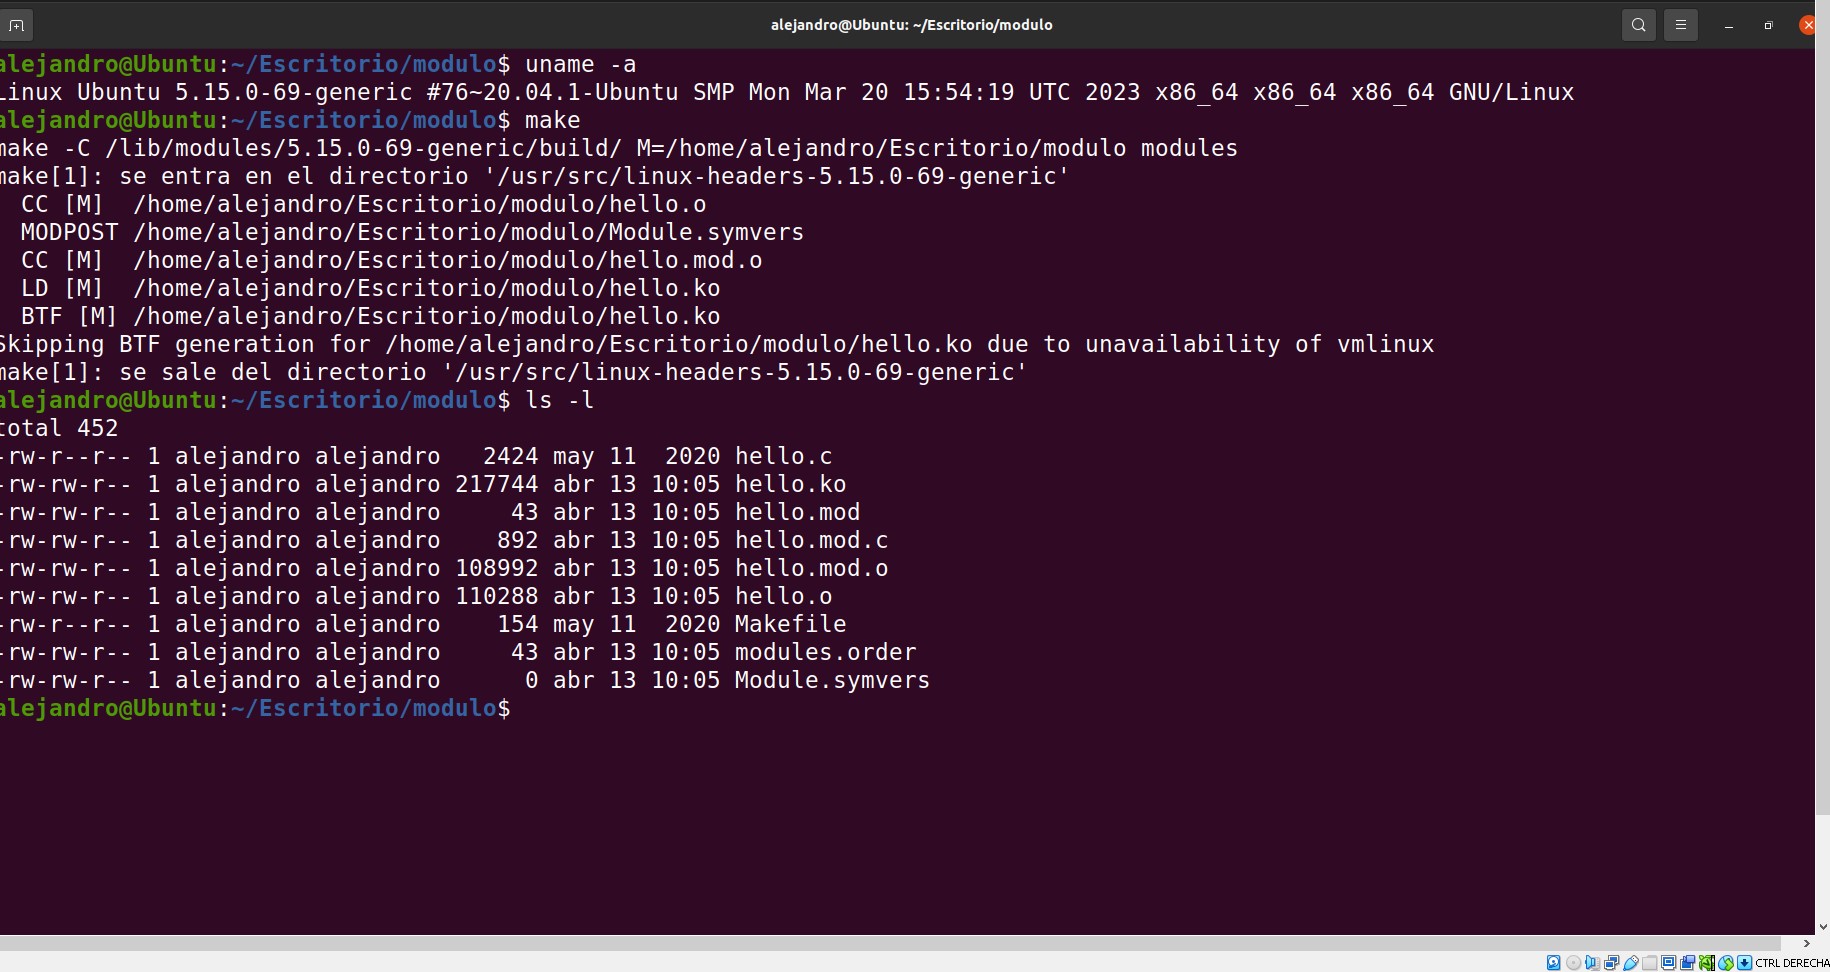 alejandro@Ubuntu: ~/Escritorio/modulo
alejandro@Ubuntu:~/Escritorio/modulo$ uname -a
Linux Ubuntu 5.15.0-69-generic #76~20.04.1-Ubuntu SMP Mon Mar 20 15:54:19 UTC 2023 x86_64 x86_64 x86_64 GNU/Linux
alejandro@Ubuntu:~/Escritorio/modulo$ make
make -C /lib/modules/5.15.0-69-generic/build/ M=/home/alejandro/Escritorio/modulo modules
make[1]: se entra en el directorio '/usr/src/linux-headers-5.15.0-69-generic'
  CC [M]  /home/alejandro/Escritorio/modulo/hello.o
  MODPOST /home/alejandro/Escritorio/modulo/Module.symvers
  CC [M]  /home/alejandro/Escritorio/modulo/hello.mod.o
  LD [M]  /home/alejandro/Escritorio/modulo/hello.ko
  BTF [M] /home/alejandro/Escritorio/modulo/hello.ko
Skipping BTF generation for /home/alejandro/Escritorio/modulo/hello.ko due to unavailability of vmlinux
make[1]: se sale del directorio '/usr/src/linux-headers-5.15.0-69-generic'
alejandro@Ubuntu:~/Escritorio/modulo$ ls -l
total 452
-rw-r--r-- 1 alejandro alejandro   2424 may 11  2020 hello.c
-rw-rw-r-- 1 alejandro alejandro 217744 abr 13 10:05 hello.ko
-rw-rw-r-- 1 alejandro alejandro     43 abr 13 10:05 hello.mod
-rw-rw-r-- 1 alejandro alejandro    892 abr 13 10:05 hello.mod.c
-rw-rw-r-- 1 alejandro alejandro 108992 abr 13 10:05 hello.mod.o
-rw-rw-r-- 1 alejandro alejandro 110288 abr 13 10:05 hello.o
-rw-r--r-- 1 alejandro alejandro    154 may 11  2020 Makefile
-rw-rw-r-- 1 alejandro alejandro     43 abr 13 10:05 modules.order
-rw-rw-r-- 1 alejandro alejandro      0 abr 13 10:05 Module.symvers
alejandro@Ubuntu:~/Escritorio/modulo$
CTRL DERECHA